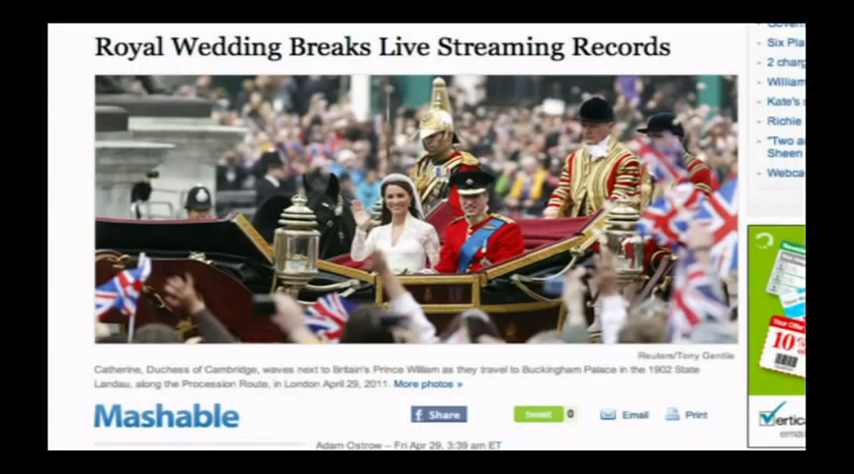 Royal Wedding Breaks Live Streaming Records
Six Pla
2 charg
William
Kate's s
Richie
"Two a
Sheen
Webca
Reuters/Tony Gentile
Catherine, Duchess of Cambridge, waves next to Britain's Prince William as they travel to Buckingham Palace in the 1902 State
Landau, along the Procession Route, in London April 29, 2011. More photos »
Mashable
Share
tweet 0
Email
Print
Adam Ostrow – Fri Apr 29, 3:39 am ET
10%
Vertic
emai